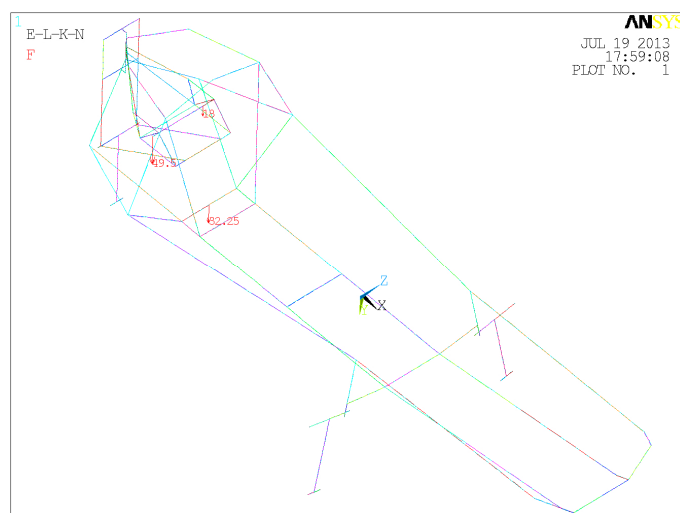 1
E-L-K-N
F
ANSYS
JUL 19 2013
17:59:08
PLOT NO. 1
18
49.5
82.25
Z
X
Y